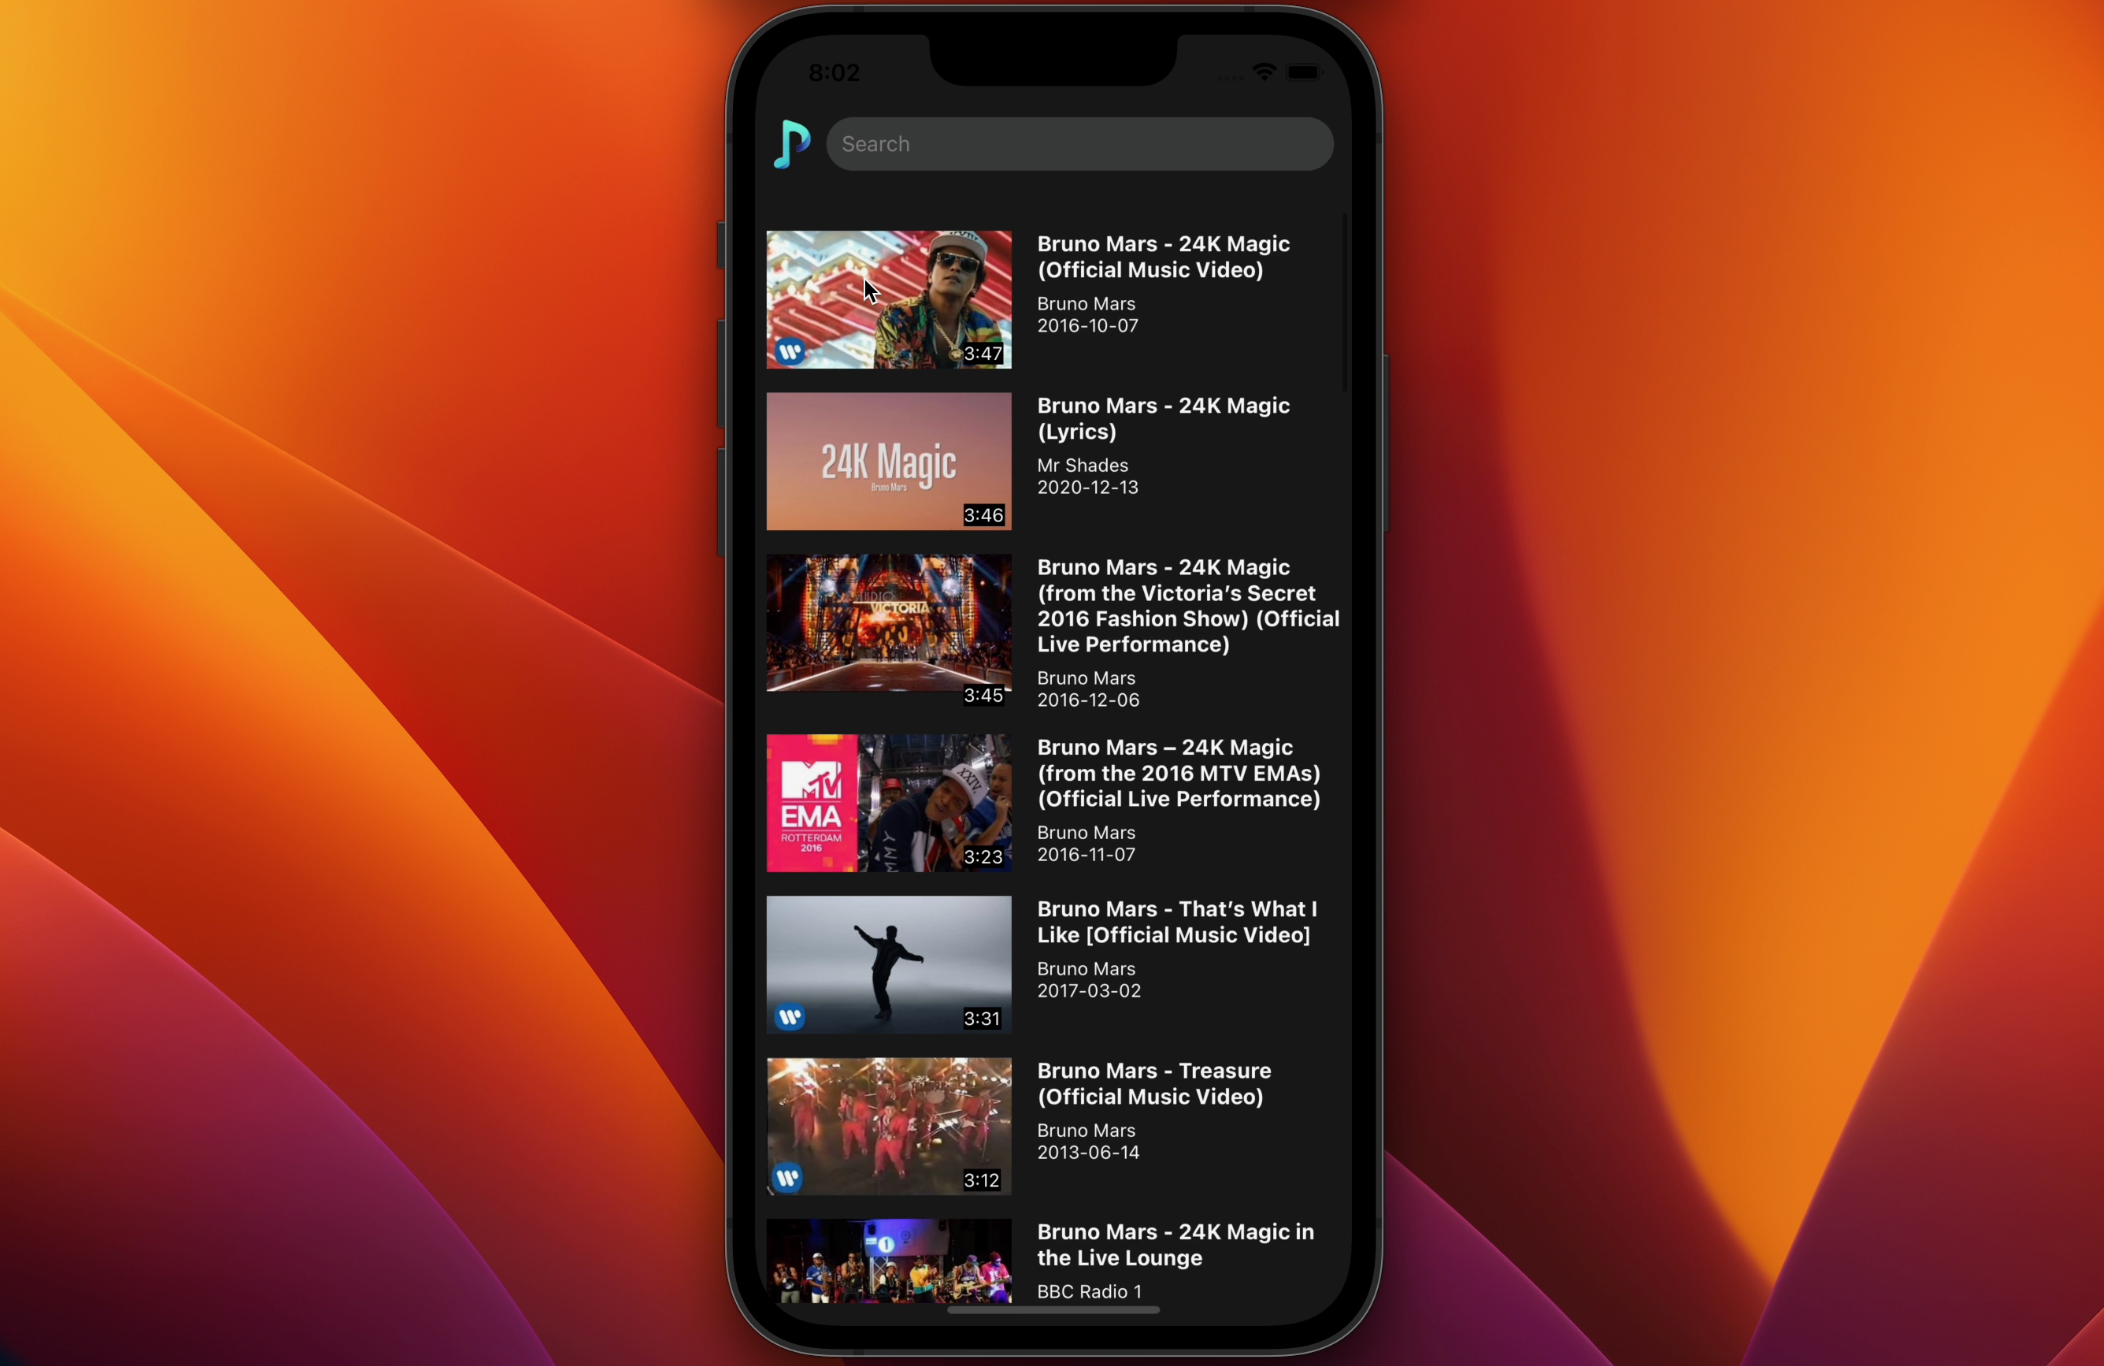 8:02
Search
Bruno Mars - 24K Magic
(Official Music Video)
Bruno Mars
2016-10-07
3:47
Bruno Mars - 24K Magic
(Lyrics)
Mr Shades
2020-12-13
24K Magic
Bruno Mars
3:46
Bruno Mars - 24K Magic
(from the Victoria’s Secret
2016 Fashion Show) (Official
Live Performance)
Bruno Mars
2016-12-06
VICTORIA
3:45
Bruno Mars – 24K Magic
(from the 2016 MTV EMAs)
(Official Live Performance)
Bruno Mars
2016-11-07
MTV
EMA
ROTTERDAM
2016
XXIV.
3:23
Bruno Mars - That’s What I
Like [Official Music Video]
Bruno Mars
2017-03-02
3:31
Bruno Mars - Treasure
(Official Music Video)
Bruno Mars
2013-06-14
3:12
Bruno Mars - 24K Magic in
the Live Lounge
BBC Radio 1
1